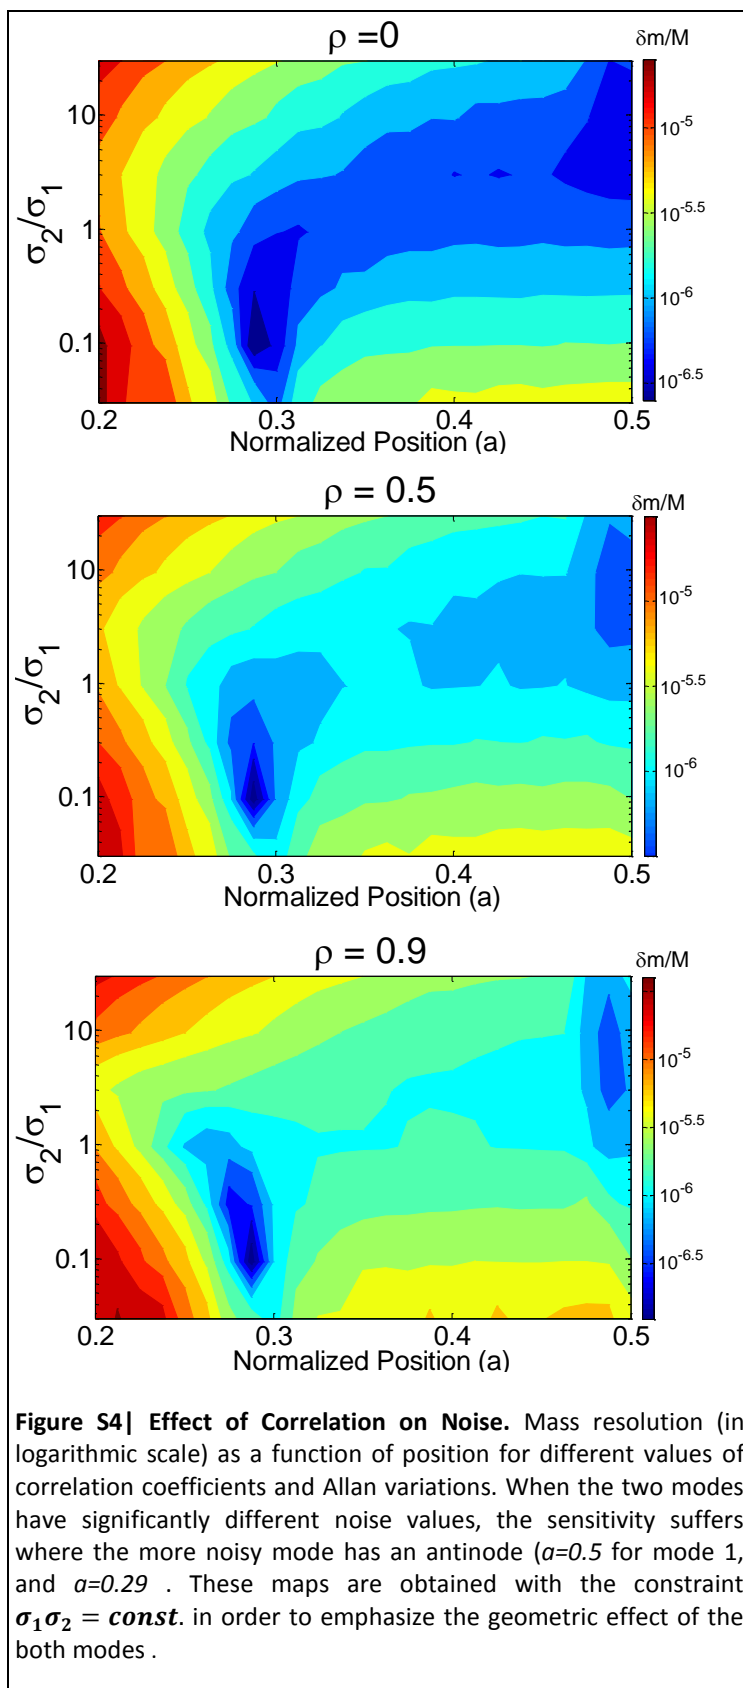 ρ =0
δm/M
10
1
0.1
σ2/σ1
10-5
10-5.5
10-6
10-6.5
0.2 0.3 0.4 0.5
Normalized Position (a)
ρ = 0.5
δm/M
10
1
0.1
σ2/σ1
10-5
10-5.5
10-6
0.2 0.3 0.4 0.5
Normalized Position (a)
ρ = 0.9
δm/M
10
1
0.1
σ2/σ1
10-5
10-5.5
10-6
10-6.5
0.2 0.3 0.4 0.5
Normalized Position (a)
Figure S4| Effect of Correlation on Noise. Mass resolution (in
logarithmic scale) as a function of position for different values of
correlation coefficients and Allan variations. When the two modes
have significantly different noise values, the sensitivity suffers
where the more noisy mode has an antinode (a=0.5 for mode 1,
and a=0.29 . These maps are obtained with the constraint
σ1σ2 = const. in order to emphasize the geometric effect of the
both modes .